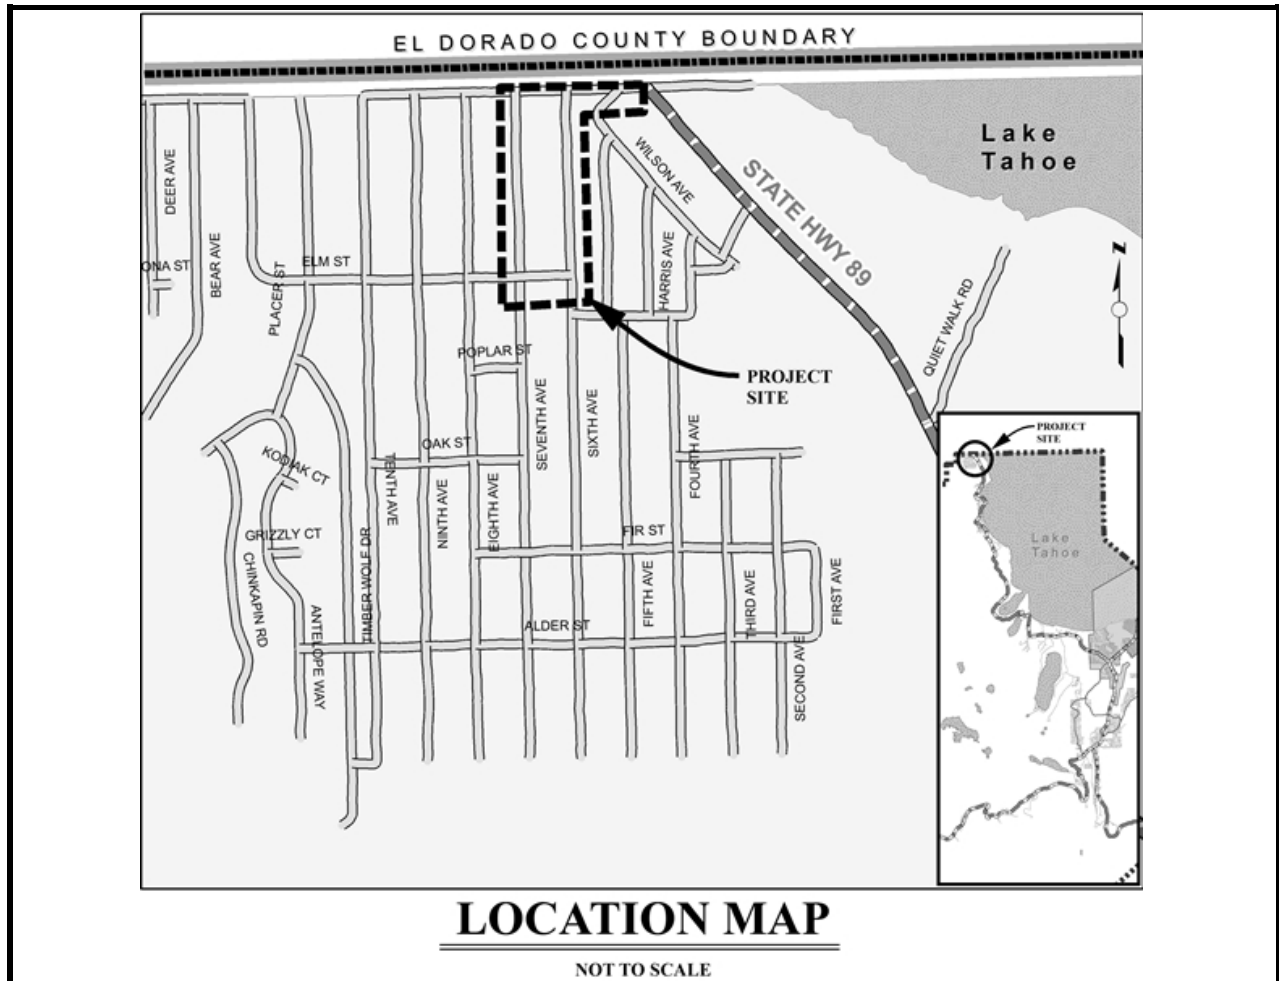 EL DORADO COUNTY BOUNDARY
Lake
Tahoe
DEER AVE
WILSON AVE
STATE HWY 89
BEAR AVE
ONA ST
ELM ST
PLACER ST
HARRIS AVE
N
QUIET WALK RD
POPLAR ST
PROJECT
SITE
SEVENTH AVE
SIXTH AVE
OAK ST
FOURTH AVE
KODIAK CT
TENTH AVE
NINTH AVE
EIGHTH AVE
GRIZZLY CT
FIR ST
CHINKAPIN RD
TIMBER WOLF DR
FIFTH AVE
THIRD AVE
FIRST AVE
ALDER ST
ANTELOPE WAY
SECOND AVE
PROJECT
SITE
Lake
Tahoe
LOCATION MAP
NOT TO SCALE